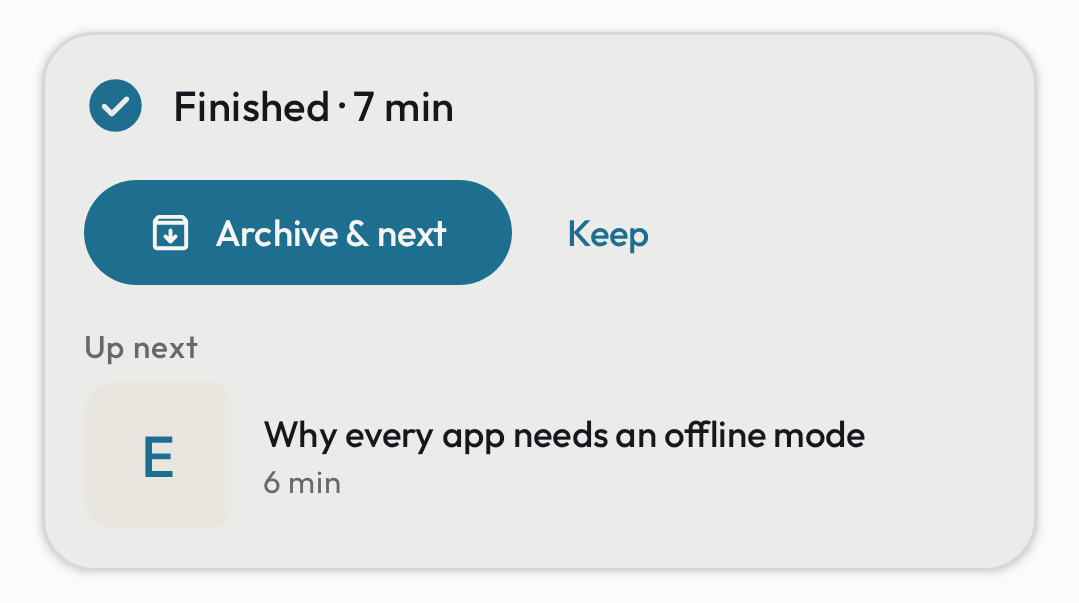 Finished · 7 min
Archive & next
Keep
Up next
E
Why every app needs an offline mode
6 min